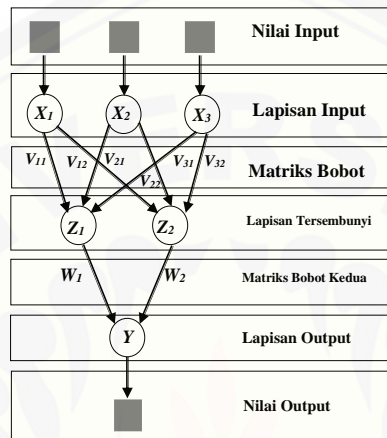 Nilai Input
X1 X2 X3 Lapisan Input
V11 V12 V21 V22 V31 V32
Matriks Bobot
Z1 Z2 Lapisan Tersembunyi
W1 W2 Matriks Bobot Kedua
Y Lapisan Output
Nilai Output